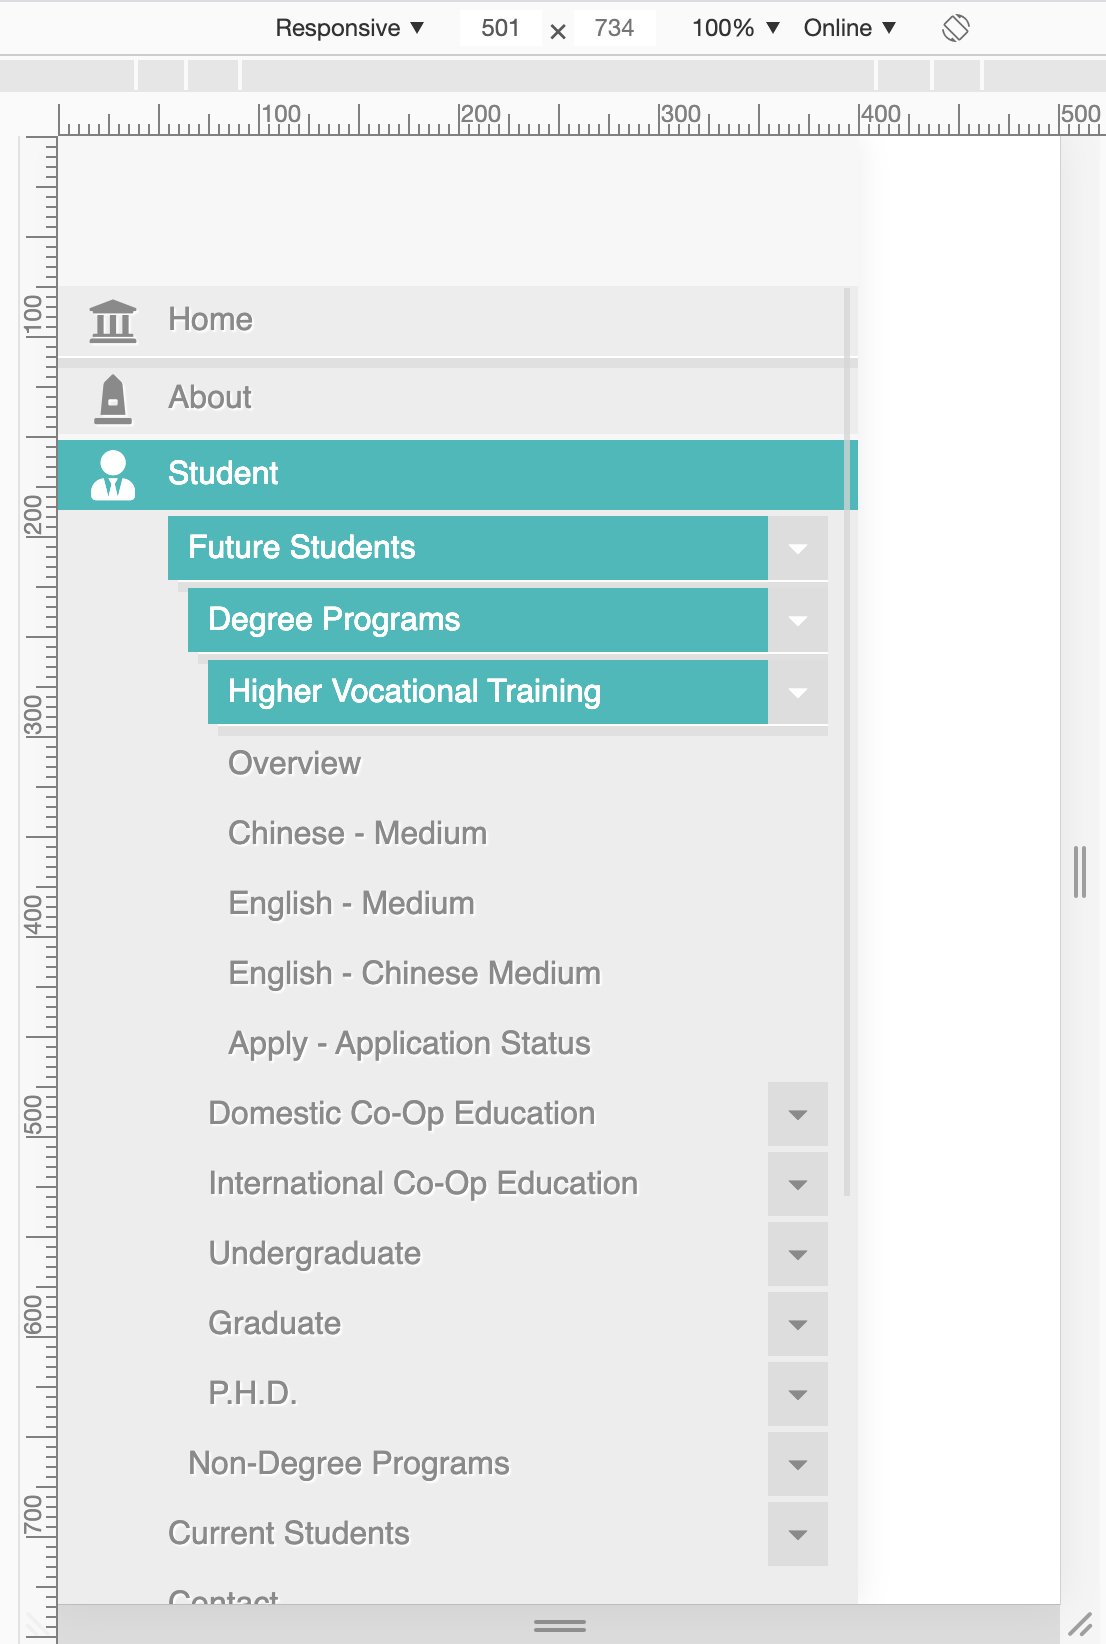 Responsive ▼ 501 × 734 100% ▼ Online ▼
100 200 300 400 500
100
200
300
400
500
600
700
Home
About
Student
Future Students
Degree Programs
Higher Vocational Training
Overview
Chinese - Medium
English - Medium
English - Chinese Medium
Apply - Application Status
Domestic Co-Op Education
International Co-Op Education
Undergraduate
Graduate
P.H.D.
Non-Degree Programs
Current Students
Contact